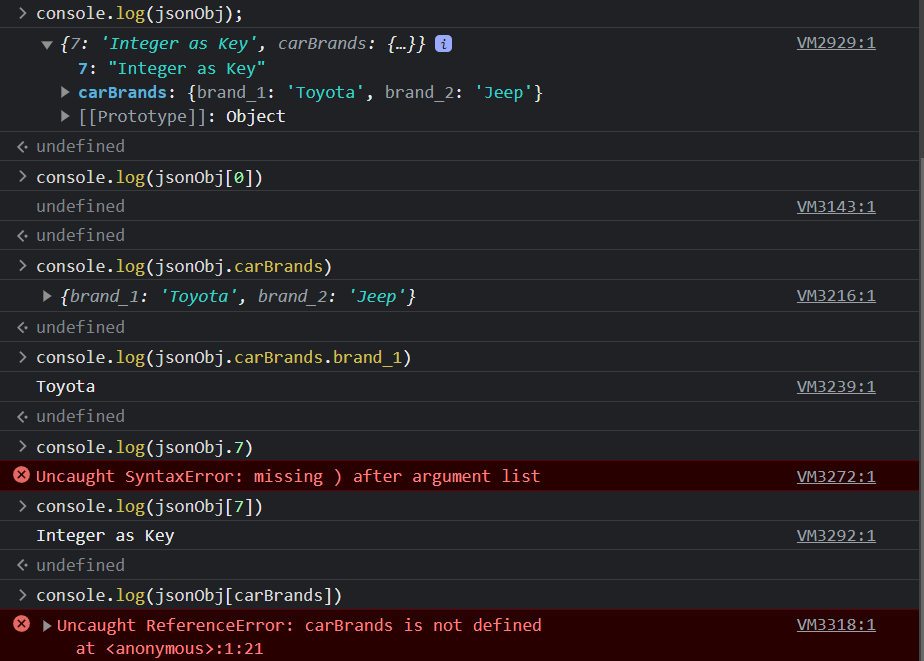 > console.log(jsonObj);
▼ {7: 'Integer as Key', carBrands: {…}} i VM2929:1
7: "Integer as Key"
▶ carBrands: {brand_1: 'Toyota', brand_2: 'Jeep'}
▶ [[Prototype]]: Object
undefined
> console.log(jsonObj[0])
undefined VM3143:1
undefined
> console.log(jsonObj.carBrands)
▶ {brand_1: 'Toyota', brand_2: 'Jeep'} VM3216:1
undefined
> console.log(jsonObj.carBrands.brand_1)
Toyota VM3239:1
undefined
> console.log(jsonObj.7)
Uncaught SyntaxError: missing ) after argument list VM3272:1
> console.log(jsonObj[7])
Integer as Key VM3292:1
undefined
> console.log(jsonObj[carBrands])
▶ Uncaught ReferenceError: carBrands is not defined VM3318:1
at <anonymous>:1:21